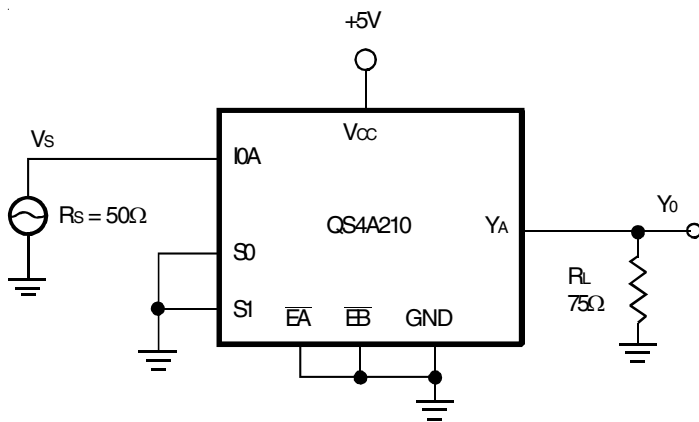 +5V
VCC
VS
I0A
RS = 50Ω
QS4A210
YA
Y0
S0
S1
EA
EB
GND
RL
75Ω